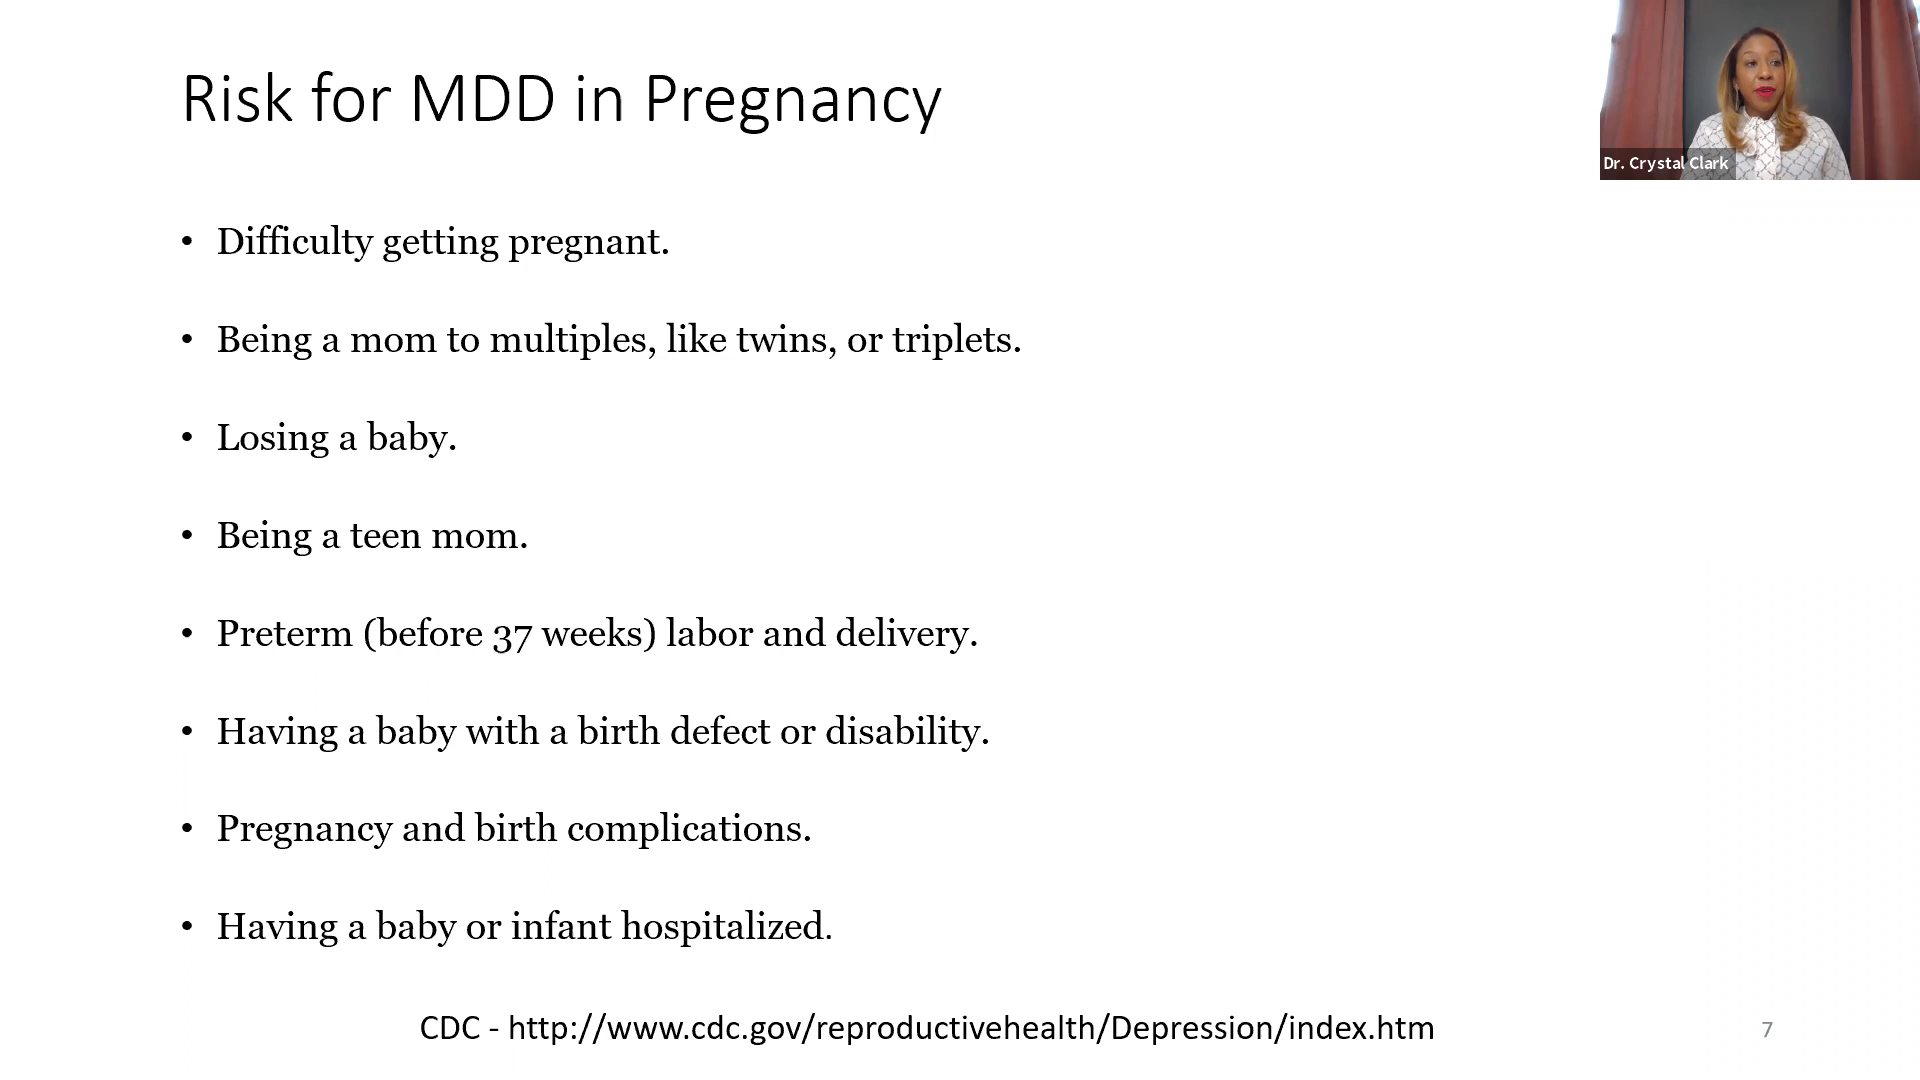 Risk for MDD in Pregnancy
Dr. Crystal Clark
• Difficulty getting pregnant.
• Being a mom to multiples, like twins, or triplets.
• Losing a baby.
• Being a teen mom.
• Preterm (before 37 weeks) labor and delivery.
• Having a baby with a birth defect or disability.
• Pregnancy and birth complications.
• Having a baby or infant hospitalized.
CDC - http://www.cdc.gov/reproductivehealth/Depression/index.htm
7